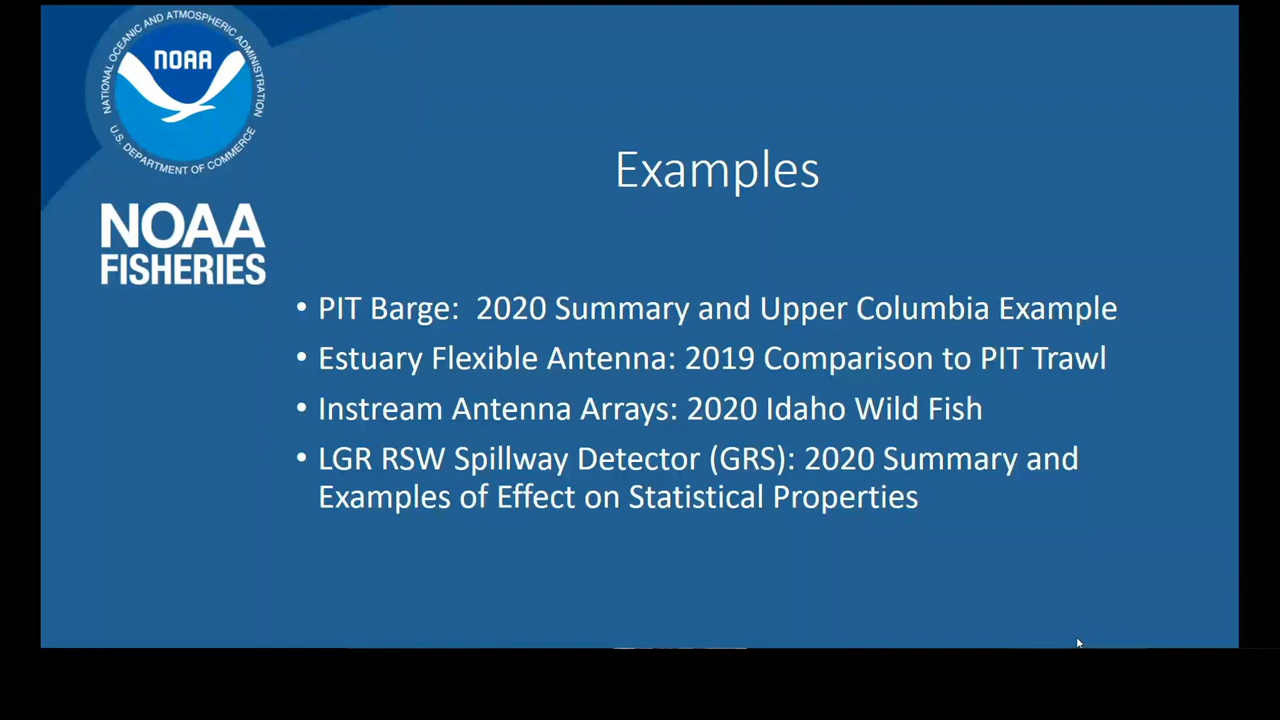 NATIONAL OCEANIC AND ATMOSPHERIC ADMINISTRATION
NOAA
U.S. DEPARTMENT OF COMMERCE
NOAA
FISHERIES
Examples
• PIT Barge:  2020 Summary and Upper Columbia Example
• Estuary Flexible Antenna: 2019 Comparison to PIT Trawl
• Instream Antenna Arrays: 2020 Idaho Wild Fish
• LGR RSW Spillway Detector (GRS): 2020 Summary and
Examples of Effect on Statistical Properties